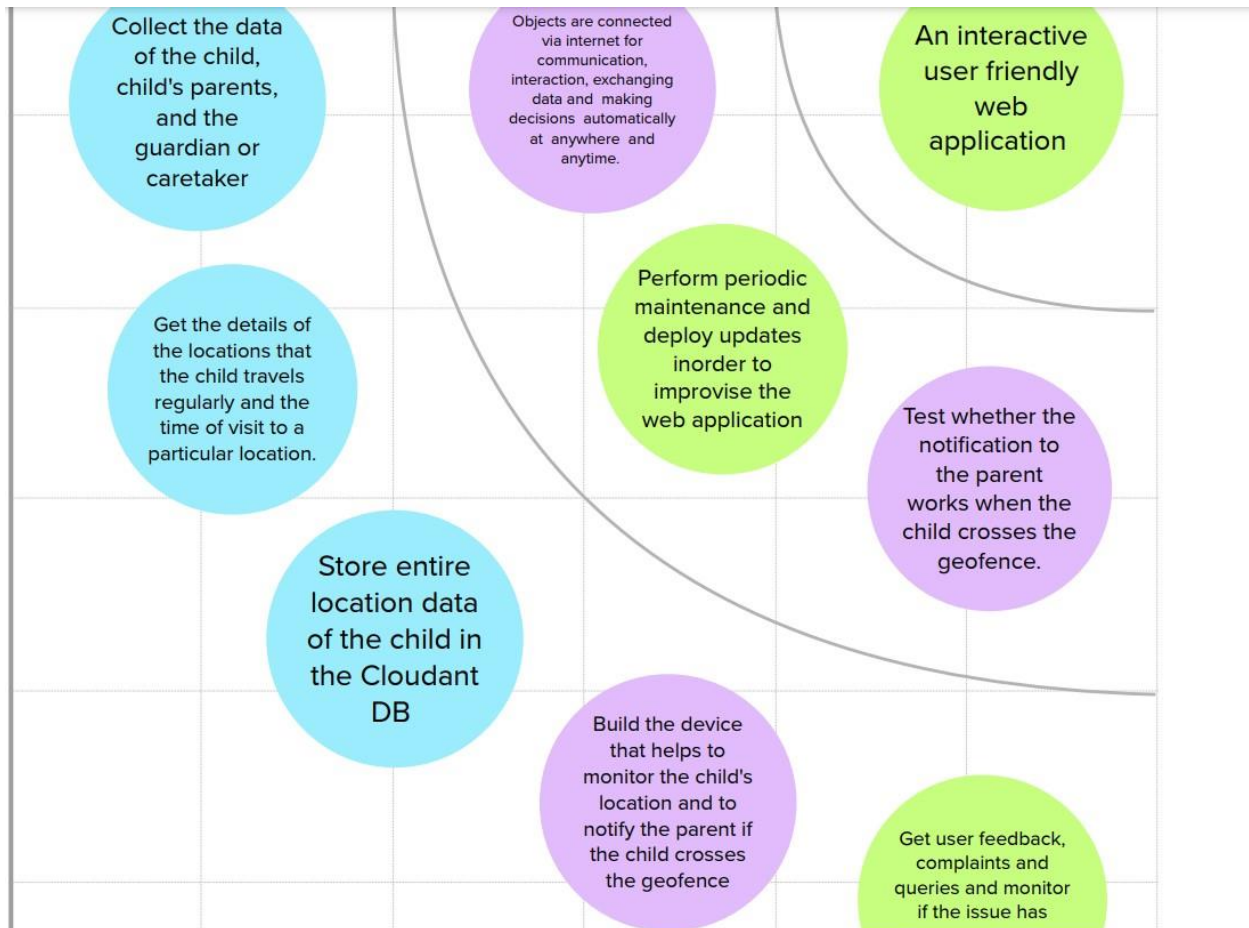 Collect the data
of the child,
child's parents,
and the
guardian or
caretaker
Objects are connected
via internet for
communication,
interaction, exchanging
data and making
decisions automatically
at anywhere and
anytime.
An interactive
user friendly
web
application
Perform periodic
maintenance and
deploy updates
inorder to
improvise the
web application
Get the details of
the locations that
the child travels
regularly and the
time of visit to a
particular location.
Test whether the
notification to
the parent
works when the
child crosses the
geofence.
Store entire
location data
of the child in
the Cloudant
DB
Build the device
that helps to
monitor the child's
location and to
notify the parent if
the child crosses
the geofence
Get user feedback,
complaints and
queries and monitor
if the issue has